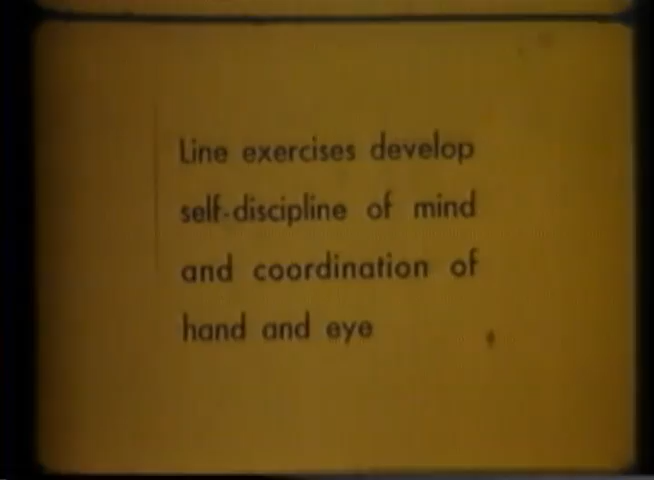 Line exercises develop
self-discipline of mind
and coordination of
hand and eye